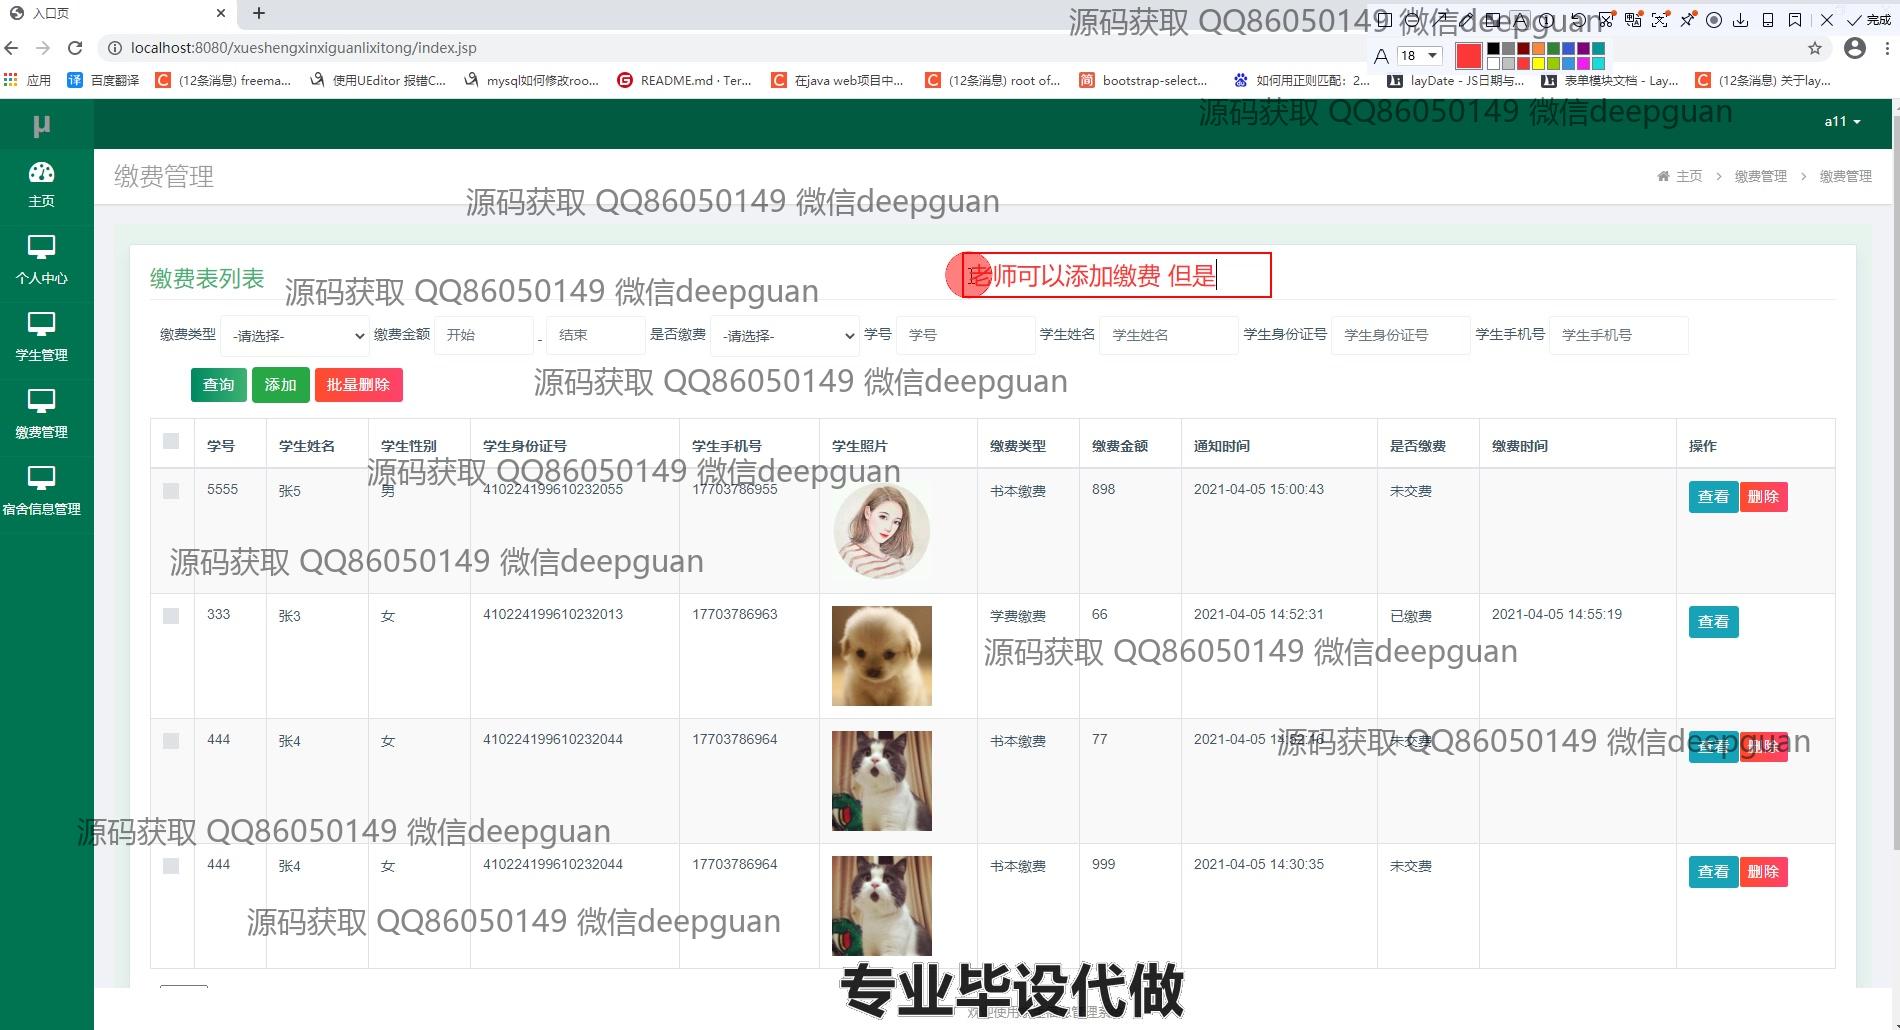 入口页
源码获取 QQ86050149 微信deepguan
完成
localhost:8080/xueshengxinxiguanlixitong/index.jsp
A 18
应用 百度翻译 (12条消息) freema... 使用UEditor 报错C... mysql如何修改roo... README.md · Ter... 在java web项目中... (12条消息) root of... bootstrap-select... 如何用正则匹配：2... layDate - JS日期与... 表单模块文档 - Lay... (12条消息) 关于lay...
μ
源码获取 QQ86050149 微信deepguan
a11
主页
个人中心
学生管理
缴费管理
宿舍信息管理
缴费管理
主页 > 缴费管理 > 缴费管理
源码获取 QQ86050149 微信deepguan
缴费表列表
源码获取 QQ86050149 微信deepguan
老师可以添加缴费 但是
缴费类型 -请选择- 缴费金额 开始 - 结束 是否缴费 -请选择- 学号 学号 学生姓名 学生姓名 学生身份证号 学生身份证号 学生手机号 学生手机号
查询 添加 批量删除
源码获取 QQ86050149 微信deepguan
学号 学生姓名 学生性别 学生身份证号 学生手机号 学生照片 缴费类型 缴费金额 通知时间 是否缴费 缴费时间 操作
源码获取 QQ86050149 微信deepguan
5555 张5 男 410224199610232055 17703786955 书本缴费 898 2021-04-05 15:00:43 未交费 查看 删除
源码获取 QQ86050149 微信deepguan
333 张3 女 410224199610232013 17703786963 学费缴费 66 2021-04-05 14:52:31 已缴费 2021-04-05 14:55:19 查看
源码获取 QQ86050149 微信deepguan
444 张4 女 410224199610232044 17703786964 书本缴费 77 2021-04-05 未交费 查看 删除
源码获取 QQ86050149 微信deepguan
源码获取 QQ86050149 微信deepguan
444 张4 女 410224199610232044 17703786964 书本缴费 999 2021-04-05 14:30:35 未交费 查看 删除
源码获取 QQ86050149 微信deepguan
专业毕设代做